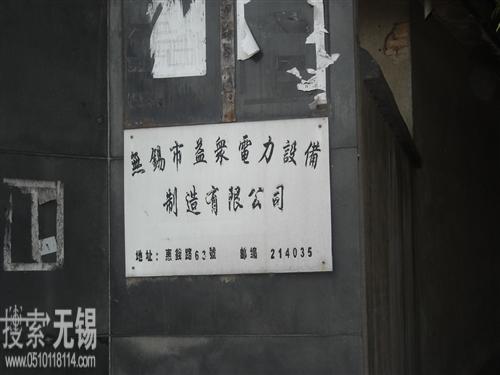 無錫市益衆電力設備
制造有限公司
地址：惠錢路62號 郵編 214035
搜索无锡
www.0510118114.com